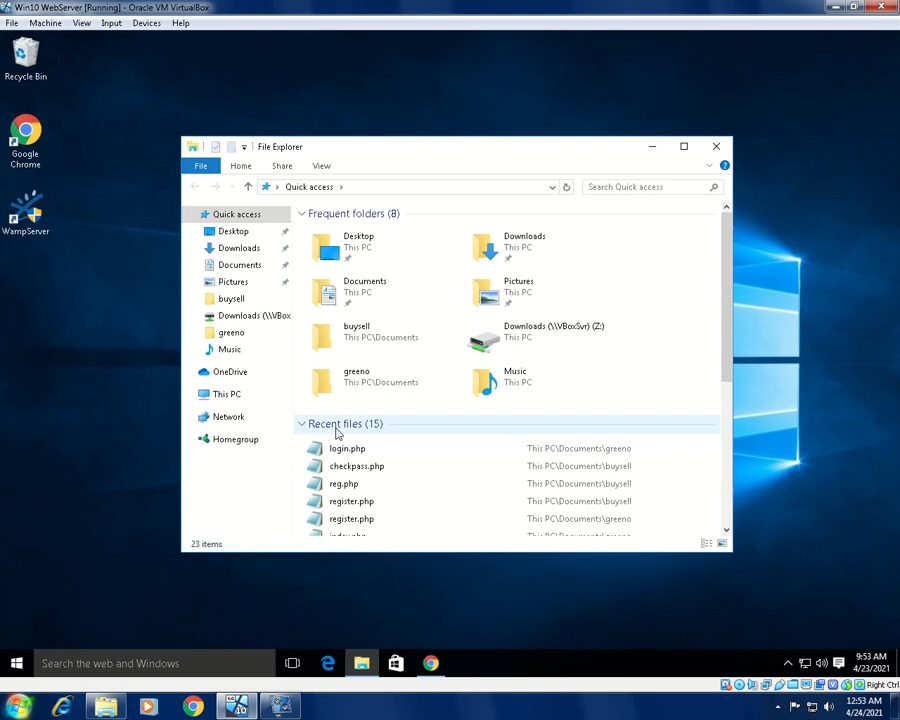 Win10 WebServer [Running] - Oracle VM VirtualBox
File Machine View Input Devices Help
Recycle Bin
Google
Chrome
WampServer
File Explorer
File Home Share View
Quick access
Search Quick access
Quick access
Desktop
Downloads
Documents
Pictures
buysell
Downloads (\\VBox
greeno
Music
OneDrive
This PC
Network
Homegroup
Frequent folders (8)
Desktop
This PC
Downloads
This PC
Documents
This PC
Pictures
This PC
buysell
This PC\Documents
Downloads (\\VBoxSvr) (Z:)
This PC
greeno
This PC\Documents
Music
This PC
Recent files (15)
login.php This PC\Documents\greeno
checkpass.php This PC\Documents\buysell
reg.php This PC\Documents\buysell
register.php This PC\Documents\buysell
register.php This PC\Documents\greeno
23 items
Search the web and Windows
9:53 AM
4/23/2021
Right Ctrl
12:53 AM
4/24/2021